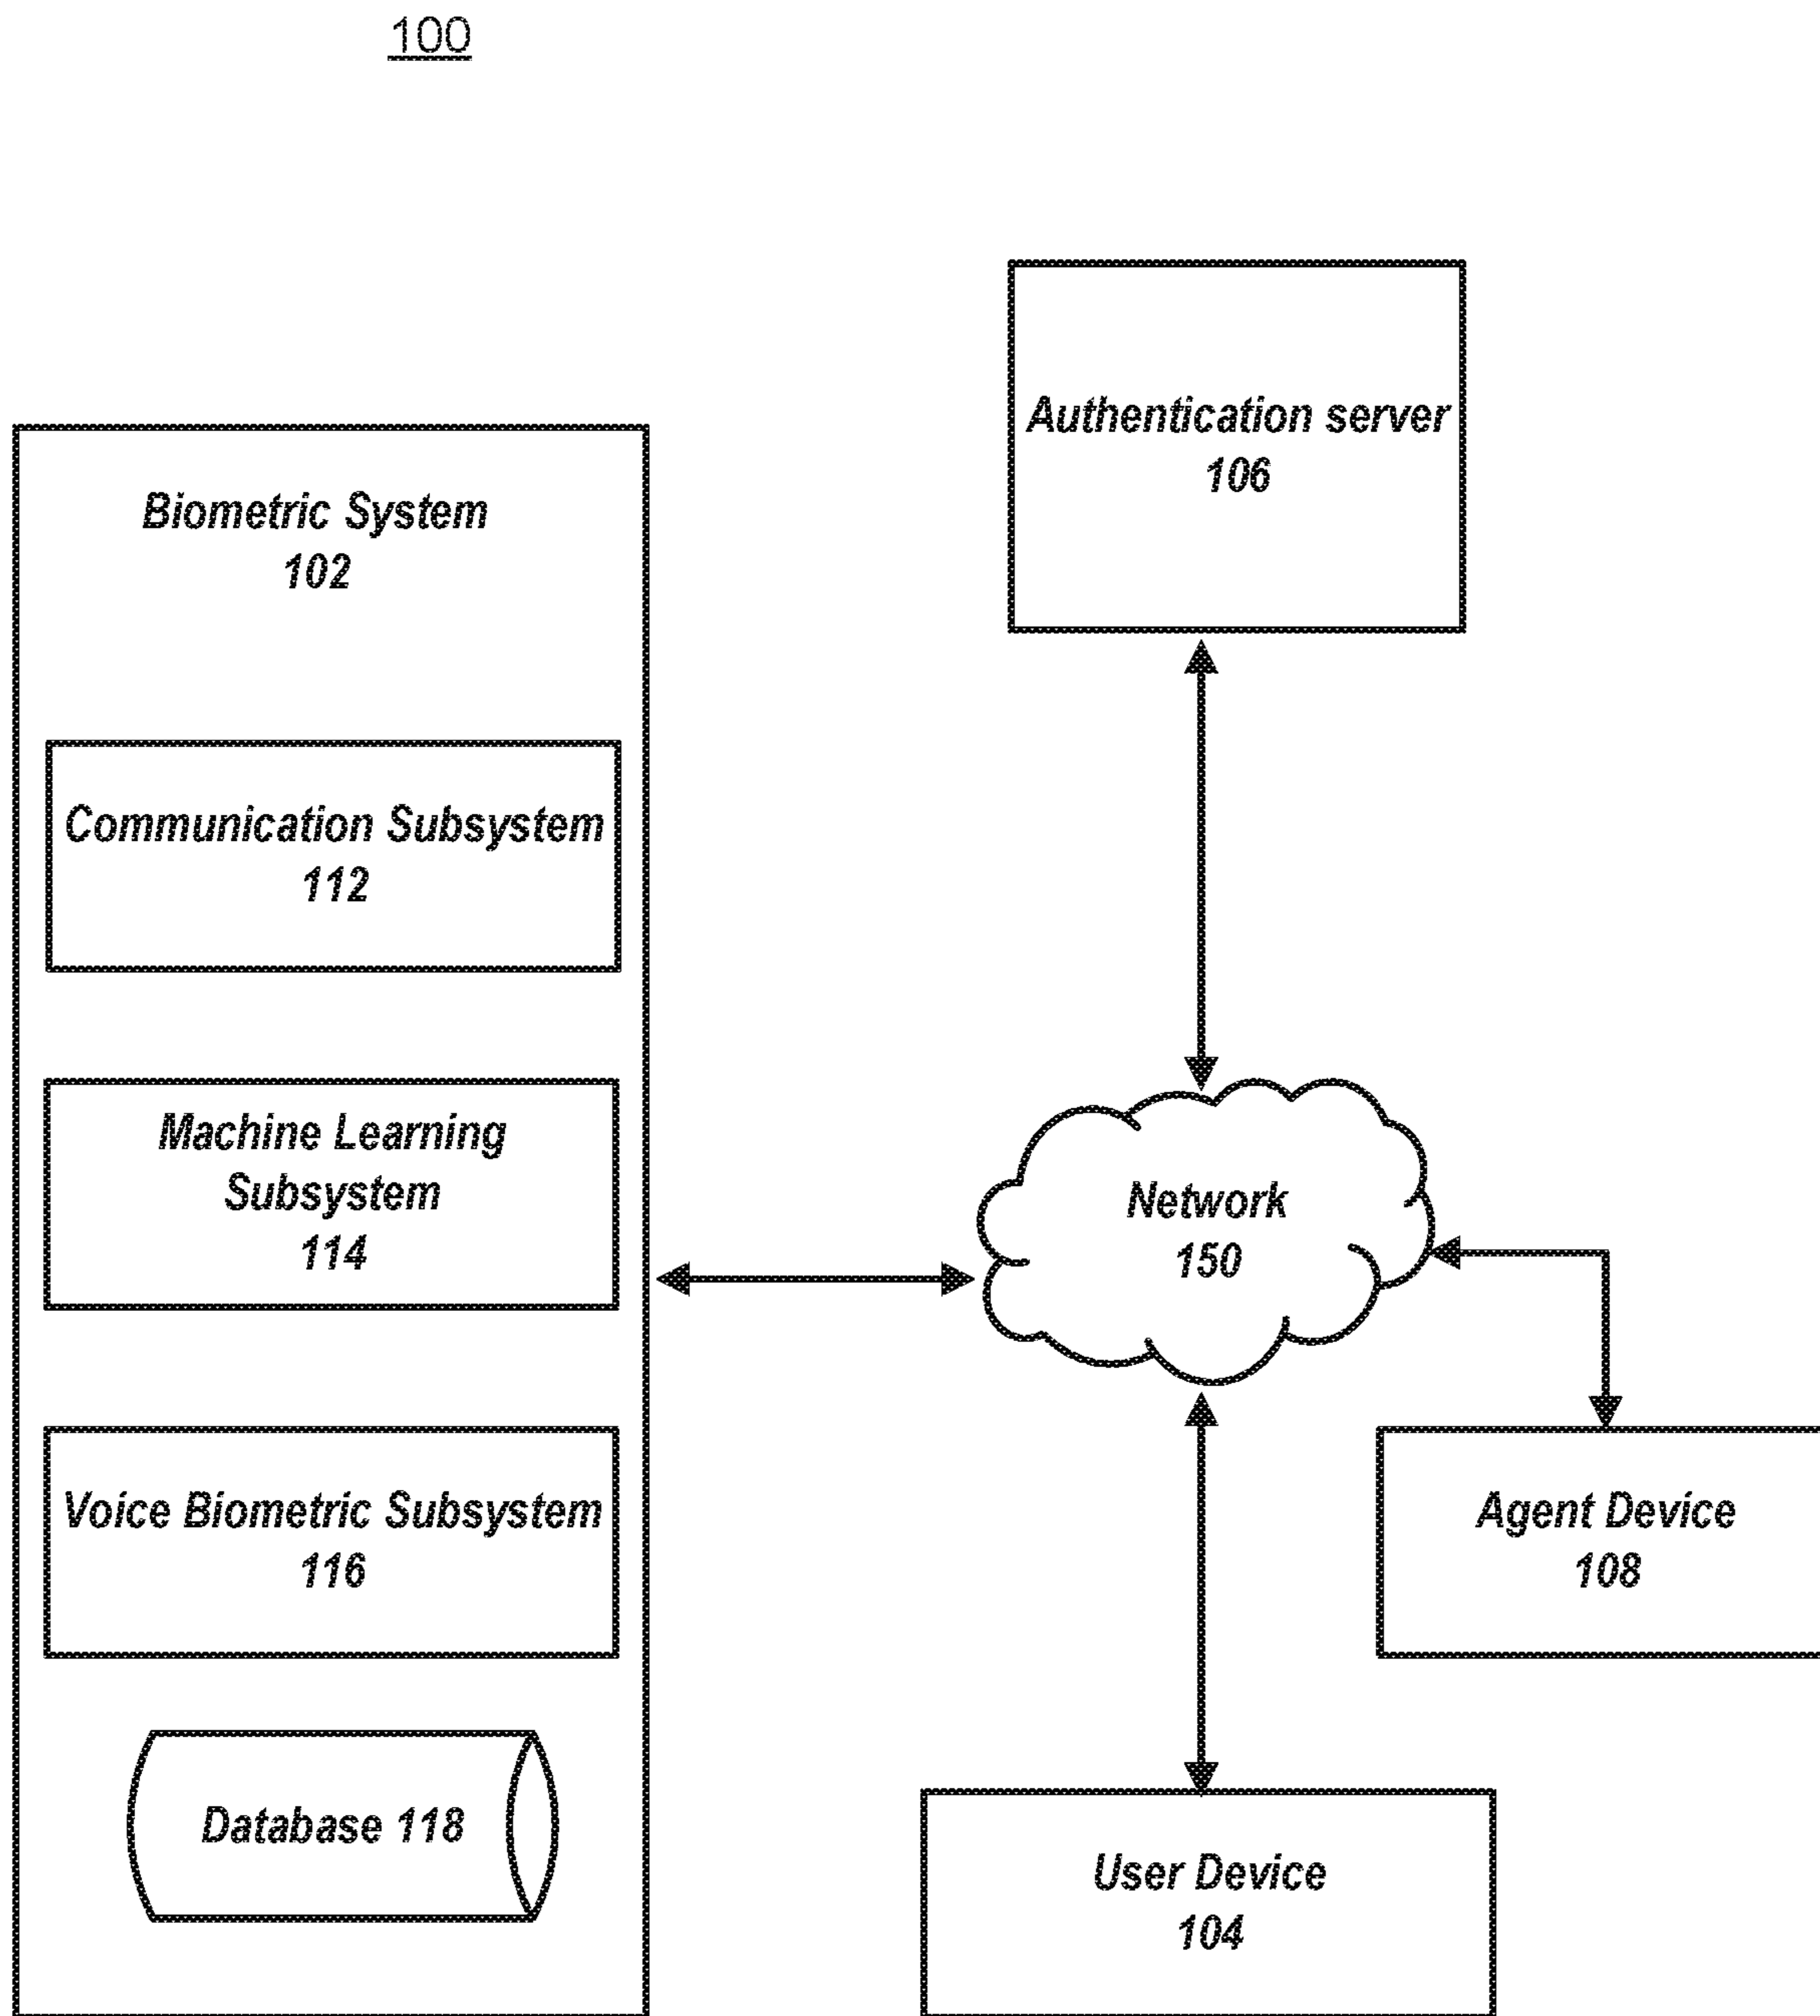 100
Authentication server
106
Biometric System
102
Communication Subsystem
112
Machine Learning
Subsystem
114
Network
150
Voice Biometric Subsystem
116
Agent Device
108
Database 118
User Device
104